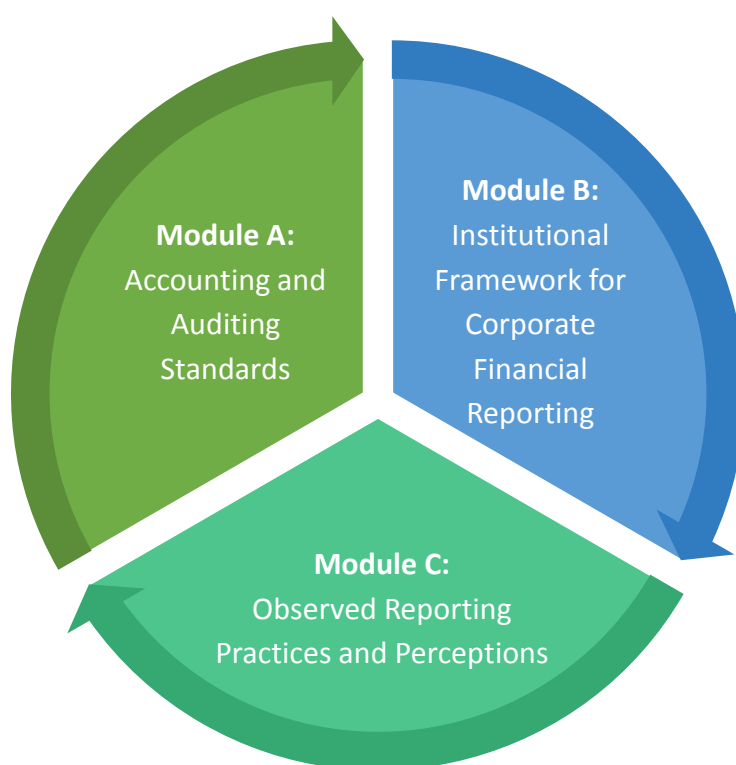 Module A:
Accounting and
Auditing
Standards
Module B:
Institutional
Framework for
Corporate
Financial
Reporting
Module C:
Observed Reporting
Practices and Perceptions